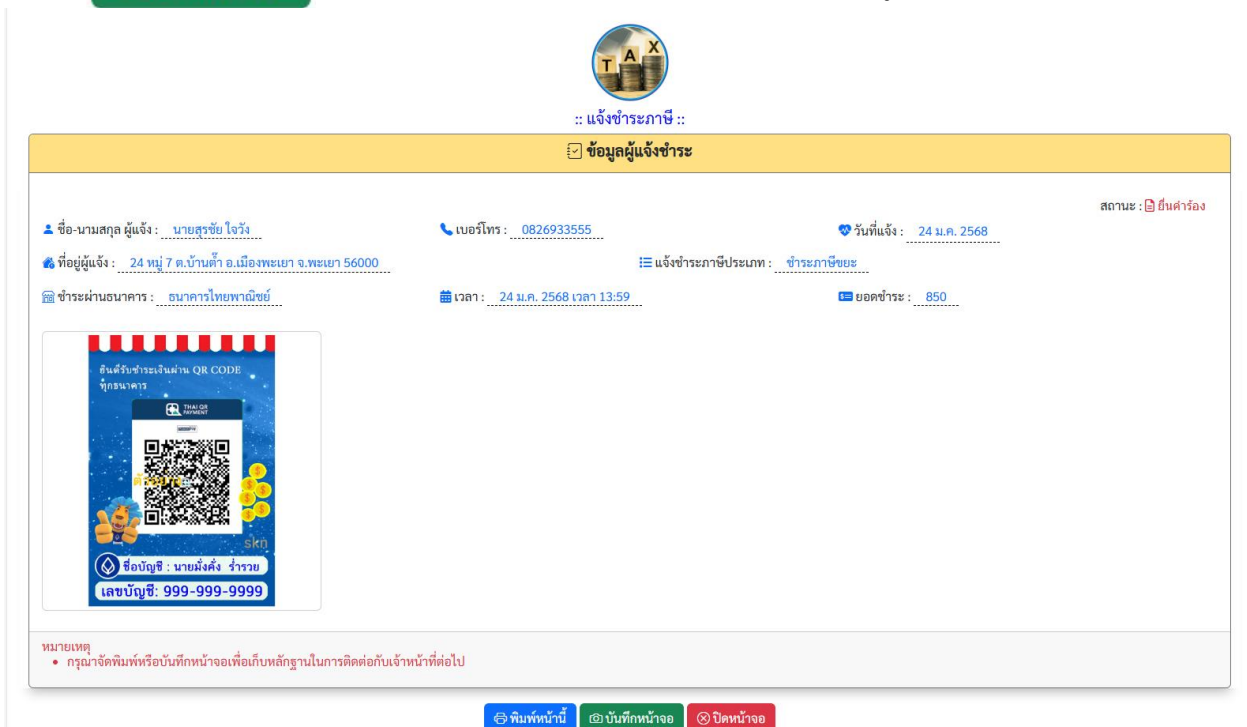 TAX
:: แจ้งชำระภาษี ::
ข้อมูลผู้แจ้งชำระ
สถานะ : ยื่นคำร้อง
ชื่อ-นามสกุล ผู้แจ้ง : นายสุรชัย ใจวัง เบอร์โทร : 0826933555 วันที่แจ้ง : 24 ม.ค. 2568
ที่อยู่ผู้แจ้ง : 24 หมู่ 7 ต.บ้านต๊ำ อ.เมืองพะเยา จ.พะเยา 56000 แจ้งชำระภาษีประเภท : ชำระภาษีขยะ
ชำระผ่านธนาคาร : ธนาคารไทยพาณิชย์ เวลา : 24 ม.ค. 2568 เวลา 13:59 ยอดชำระ : 850
ยินดีรับชำระเงินผ่าน QR CODE
ทุกธนาคาร
THAI QR
PAYMENT
ตัวอย่าง
skn
ชื่อบัญชี : นายมั่งคั่ง ร่ำรวย
เลขบัญชี: 999-999-9999
หมายเหตุ
• กรุณาจัดพิมพ์หรือบันทึกหน้าจอเพื่อเก็บหลักฐานในการติดต่อกับเจ้าหน้าที่ต่อไป
พิมพ์หน้านี้ บันทึกหน้าจอ ปิดหน้าจอ